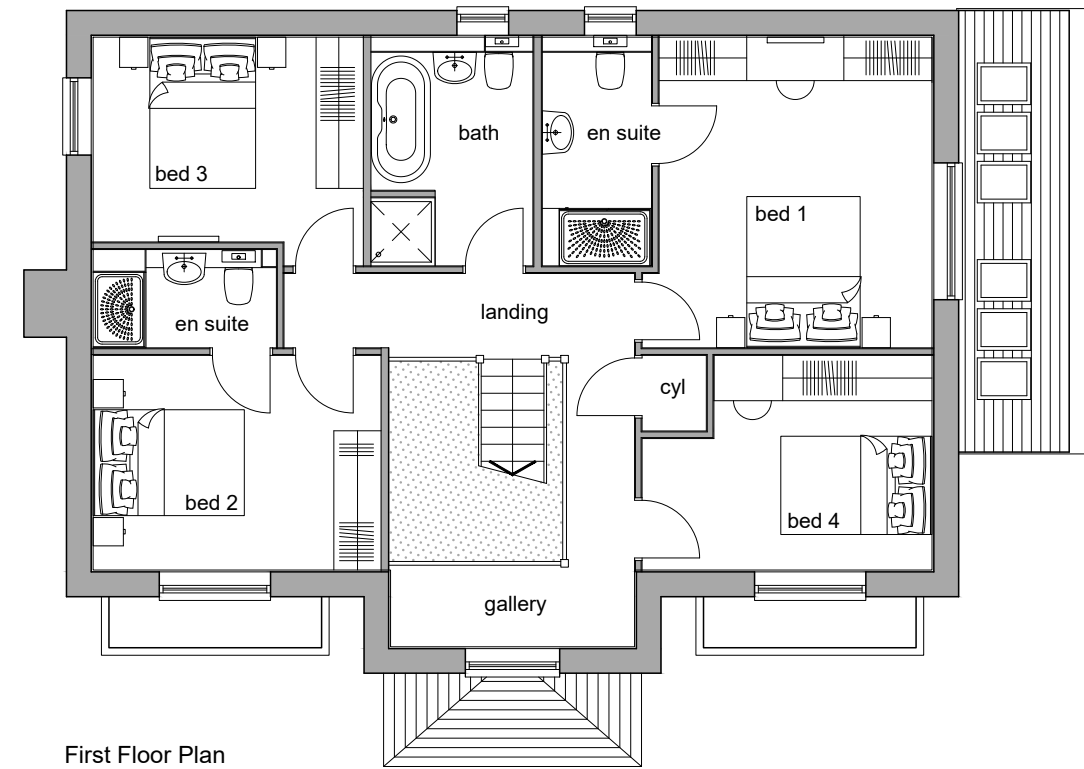 bath
en suite
bed 3
bed 1
landing
en suite
cyl
bed 2
bed 4
gallery
First Floor Plan